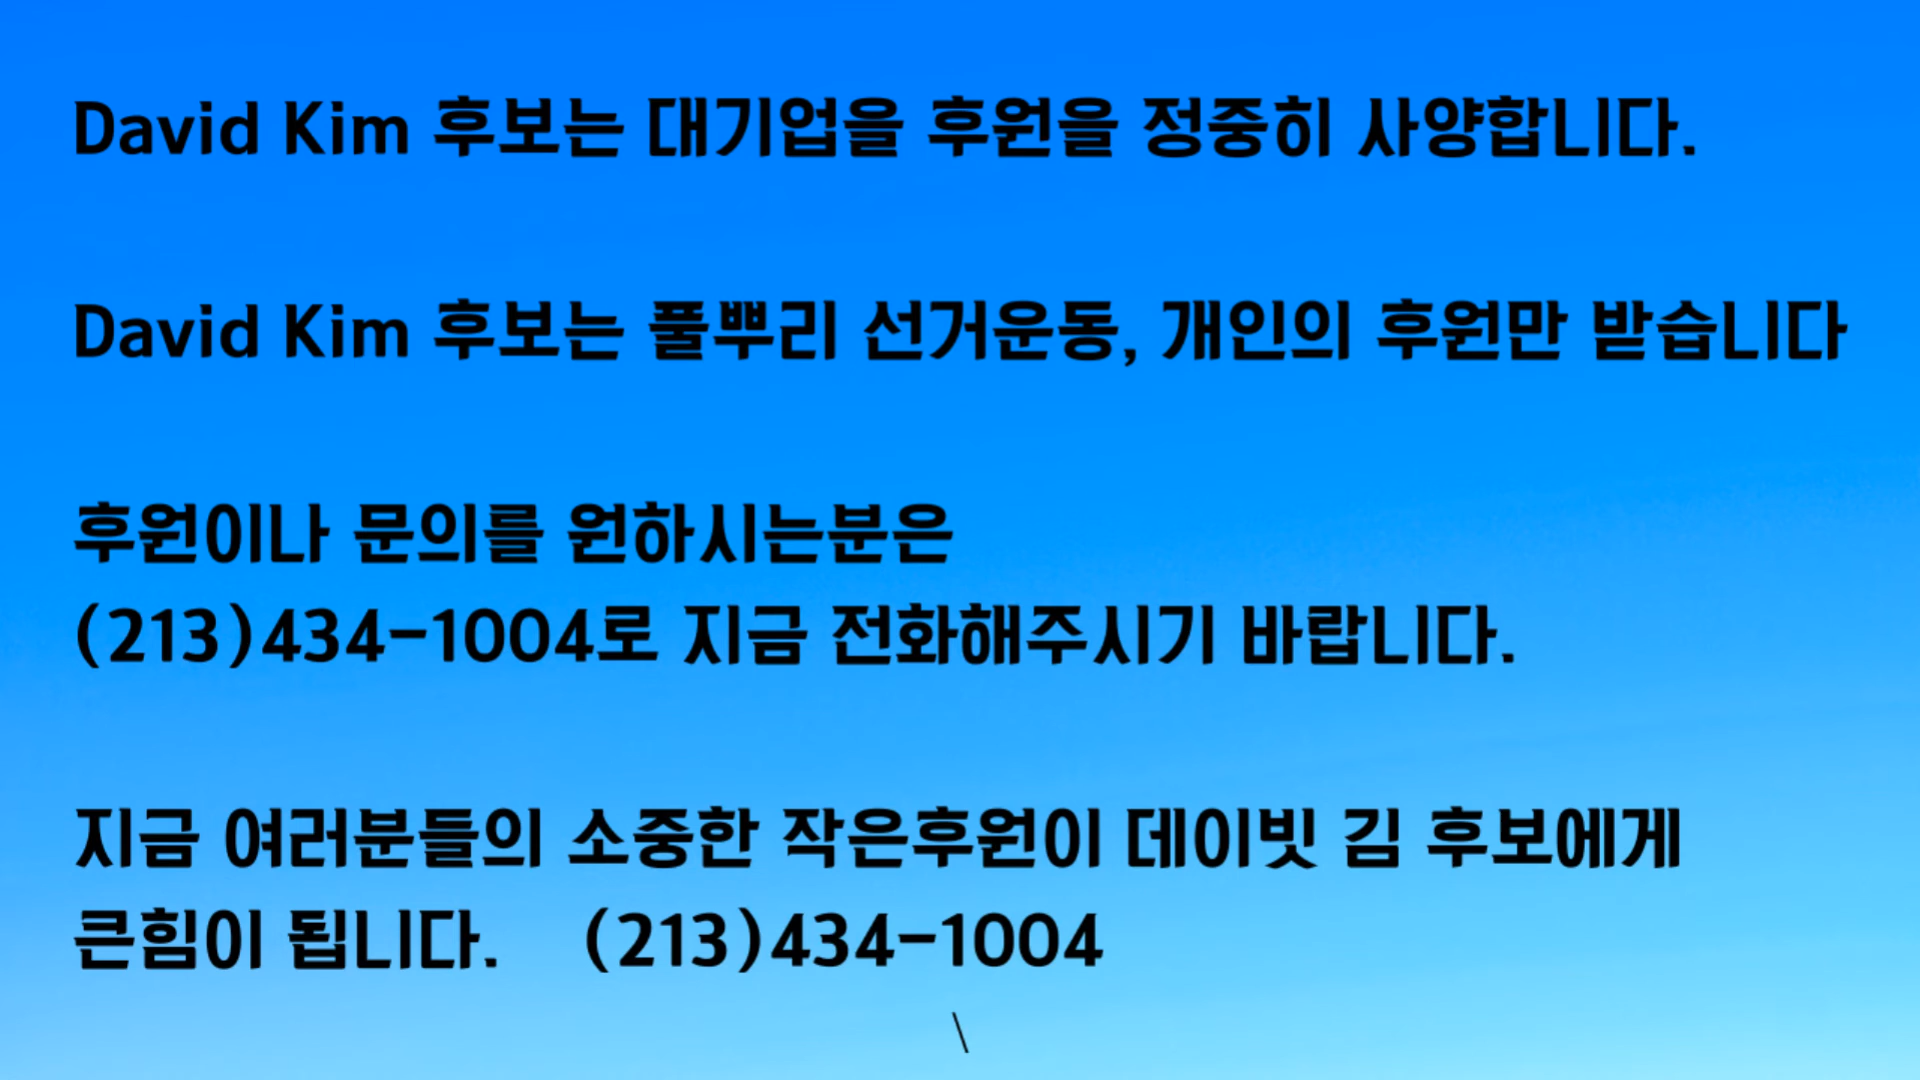 David Kim 후보는 대기업을 후원을 정중히 사양합니다.
David Kim 후보는 풀뿌리 선거운동, 개인의 후원만 받습니다
후원이나 문의를 원하시는분은
(213)434-1004로 지금 전화해주시기 바랍니다.
지금 여러분들의 소중한 작은후원이 데이빗 김 후보에게
큰힘이 됩니다. (213)434-1004
\